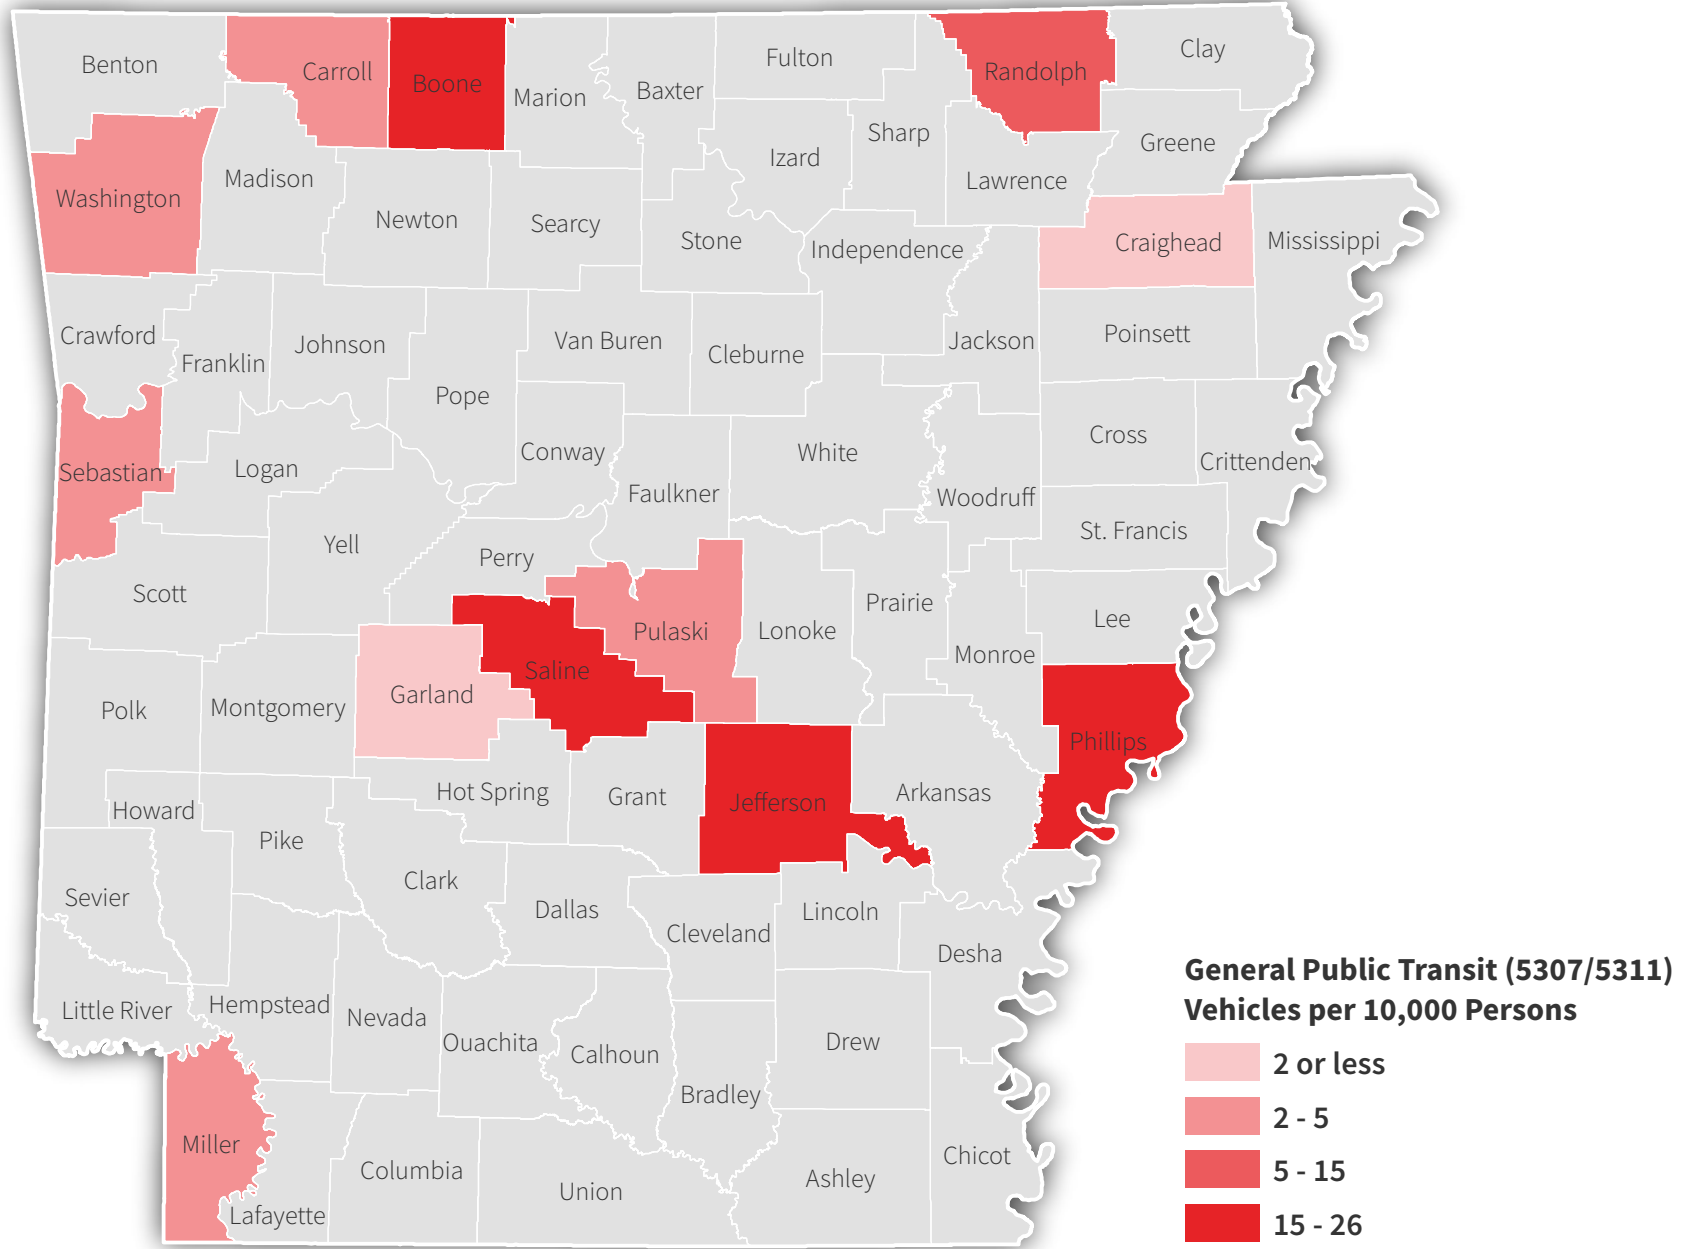 Benton
Carroll
Boone
Marion
Baxter
Fulton
Randolph
Clay
Washington
Madison
Newton
Searcy
Stone
Izard
Sharp
Lawrence
Greene
Independence
Craighead
Mississippi
Crawford
Franklin
Johnson
Pope
Van Buren
Cleburne
Jackson
Poinsett
Sebastian
Logan
Conway
Faulkner
White
Woodruff
Cross
Crittenden
Scott
Yell
Perry
Pulaski
Lonoke
Prairie
St. Francis
Lee
Monroe
Polk
Montgomery
Garland
Saline
Phillips
Howard
Pike
Hot Spring
Grant
Jefferson
Arkansas
Sevier
Clark
Dallas
Cleveland
Lincoln
Desha
Little River
Hempstead
Nevada
Ouachita
Calhoun
Bradley
Drew
Chicot
Miller
Lafayette
Columbia
Union
Ashley
General Public Transit (5307/5311)
Vehicles per 10,000 Persons
2 or less
2 - 5
5 - 15
15 - 26